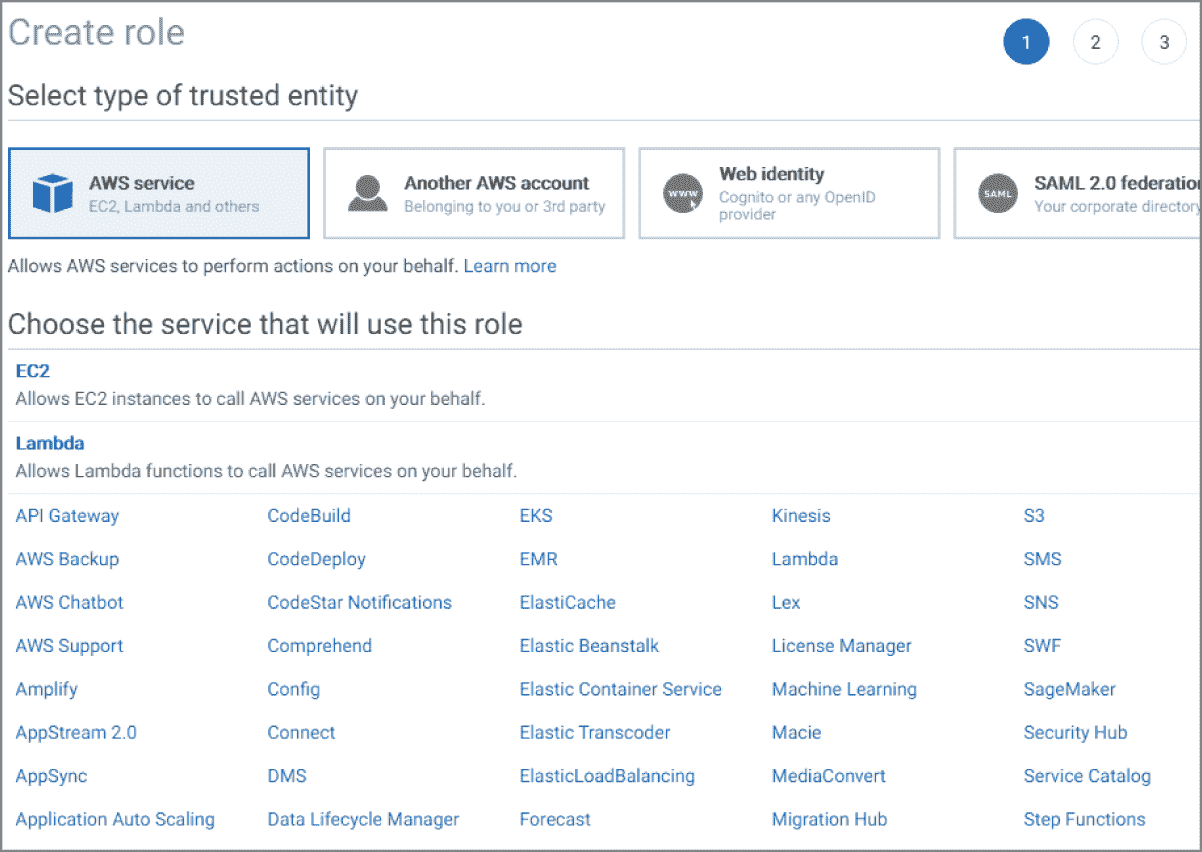 Create role
1 2 3
Select type of trusted entity
AWS service
EC2, Lambda and others
Another AWS account
Belonging to you or 3rd party
WWW
Web identity
Cognito or any OpenID
provider
SAML
SAML 2.0 federation
Your corporate directory
Allows AWS services to perform actions on your behalf. Learn more
Choose the service that will use this role
EC2
Allows EC2 instances to call AWS services on your behalf.
Lambda
Allows Lambda functions to call AWS services on your behalf.
API Gateway CodeBuild EKS Kinesis S3
AWS Backup CodeDeploy EMR Lambda SMS
AWS Chatbot CodeStar Notifications ElastiCache Lex SNS
AWS Support Comprehend Elastic Beanstalk License Manager SWF
Amplify Config Elastic Container Service Machine Learning SageMaker
AppStream 2.0 Connect Elastic Transcoder Macie Security Hub
AppSync DMS ElasticLoadBalancing MediaConvert Service Catalog
Application Auto Scaling Data Lifecycle Manager Forecast Migration Hub Step Functions